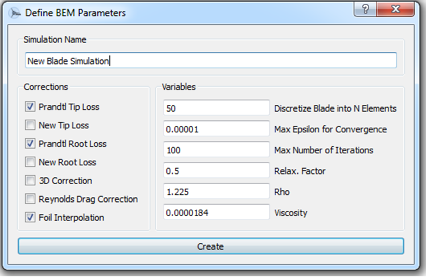 Define BEM Parameters
Simulation Name
New Blade Simulation
Corrections
Prandtl Tip Loss
New Tip Loss
Prandtl Root Loss
New Root Loss
3D Correction
Reynolds Drag Correction
Foil Interpolation
Variables
50 Discretize Blade into N Elements
0.00001 Max Epsilon for Convergence
100 Max Number of Iterations
0.5 Relax. Factor
1.225 Rho
0.0000184 Viscosity
Create